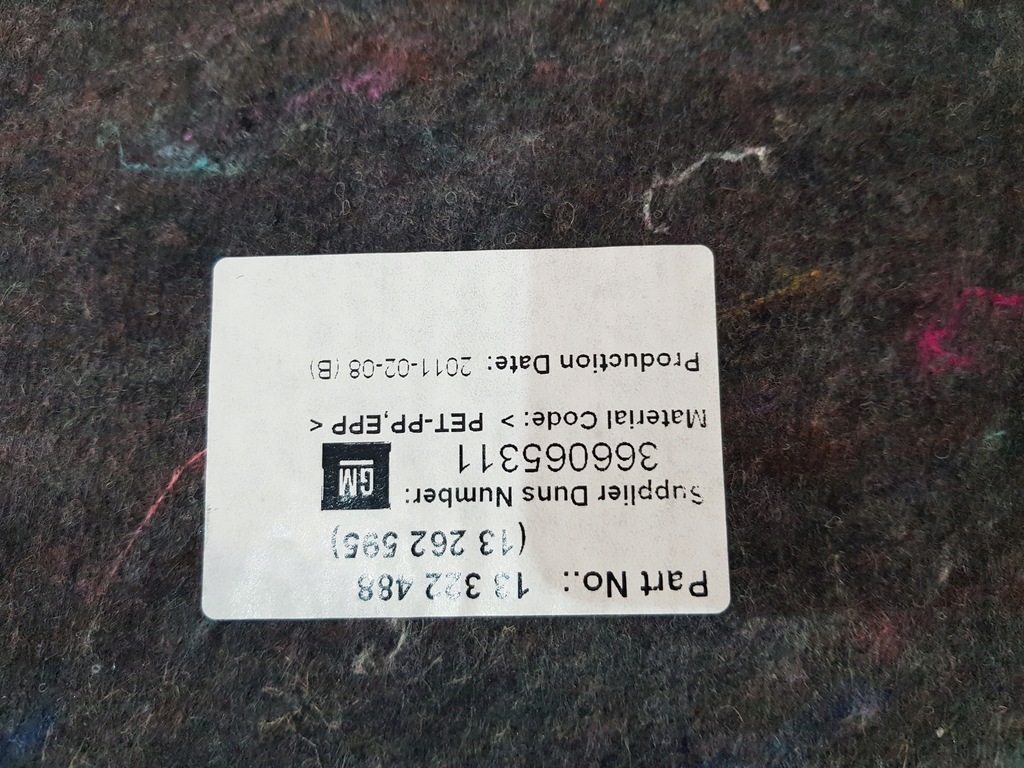 Part No.: 13 322 488
(13 262 595)
Supplier Duns Number:
GM
366065311
Material Code: > PET-PP,EPP <
Production Date: 2011-02-08 (B)